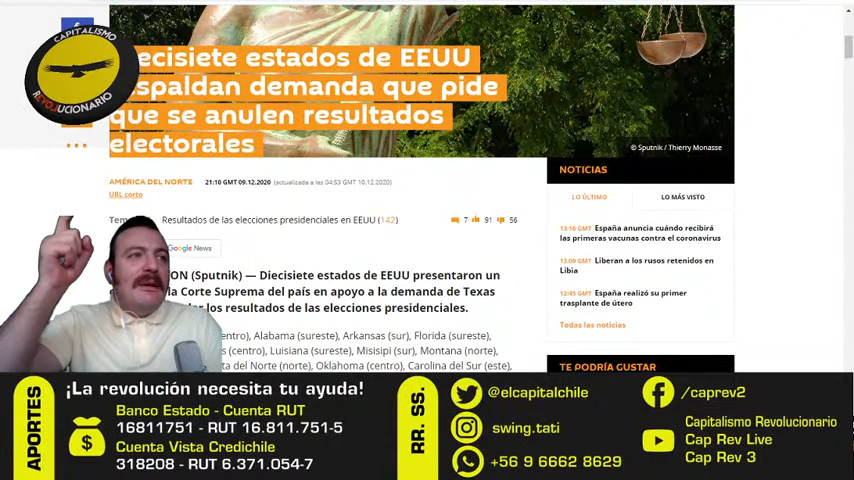 CAPITALISMO
REVOLUCIONARIO
ecisiete estados de EEUU
spaldan demanda que pide
que se anulen resultados
electorales
© Sputnik / Thierry Monasse
AMÉRICA DEL NORTE 21:10 GMT 09.12.2020 (actualizada a las 04:53 GMT 10.12.2020)
URL corto
Tem Resultados de las elecciones presidenciales en EEUU (142) 7 91 56
Google News
ON (Sputnik) — Diecisiete estados de EEUU presentaron un
la Corte Suprema del país en apoyo a la demanda de Texas
los resultados de las elecciones presidenciales.
entro), Alabama (sureste), Arkansas (sur), Florida (sureste),
(centro), Luisiana (sureste), Misisipi (sur), Montana (norte),
ta del Norte (norte), Oklahoma (centro), Carolina del Sur (este),
NOTICIAS
LO ÚLTIMO LO MÁS VISTO
13:16 GMT España anuncia cuándo recibirá
las primeras vacunas contra el coronavirus
13:09 GMT Liberan a los rusos retenidos en
Libia
12:45 GMT España realizó su primer
trasplante de útero
Todas las noticias
TE PODRÍA GUSTAR
APORTES
¡La revolución necesita tu ayuda!
Banco Estado - Cuenta RUT
16811751 - RUT 16.811.751-5
Cuenta Vista Credichile
318208 - RUT 6.371.054-7
RR. SS.
@elcapitalchile
swing.tati
+56 9 6662 8629
/caprev2
Capitalismo Revolucionario
Cap Rev Live
Cap Rev 3